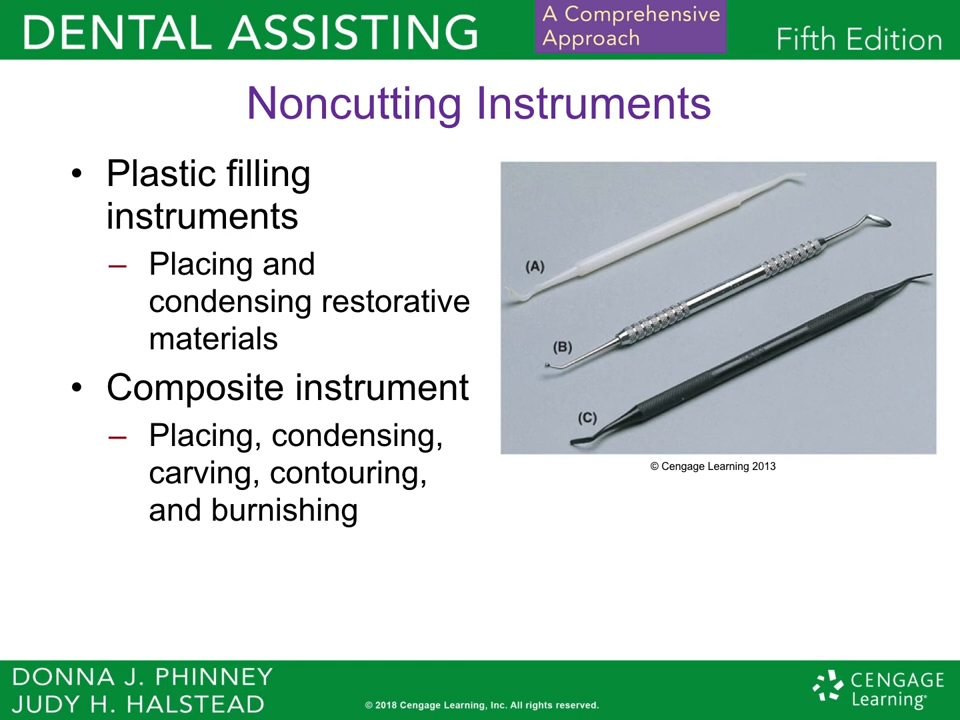 DENTAL ASSISTING
A Comprehensive
Approach
Fifth Edition
Noncutting Instruments
• Plastic filling
instruments
– Placing and
condensing restorative
materials
• Composite instrument
– Placing, condensing,
carving, contouring,
and burnishing
(A)
(B)
(C)
© Cengage Learning 2013
DONNA J. PHINNEY
JUDY H. HALSTEAD
© 2018 Cengage Learning, Inc. All rights reserved.
CENGAGE
Learning®